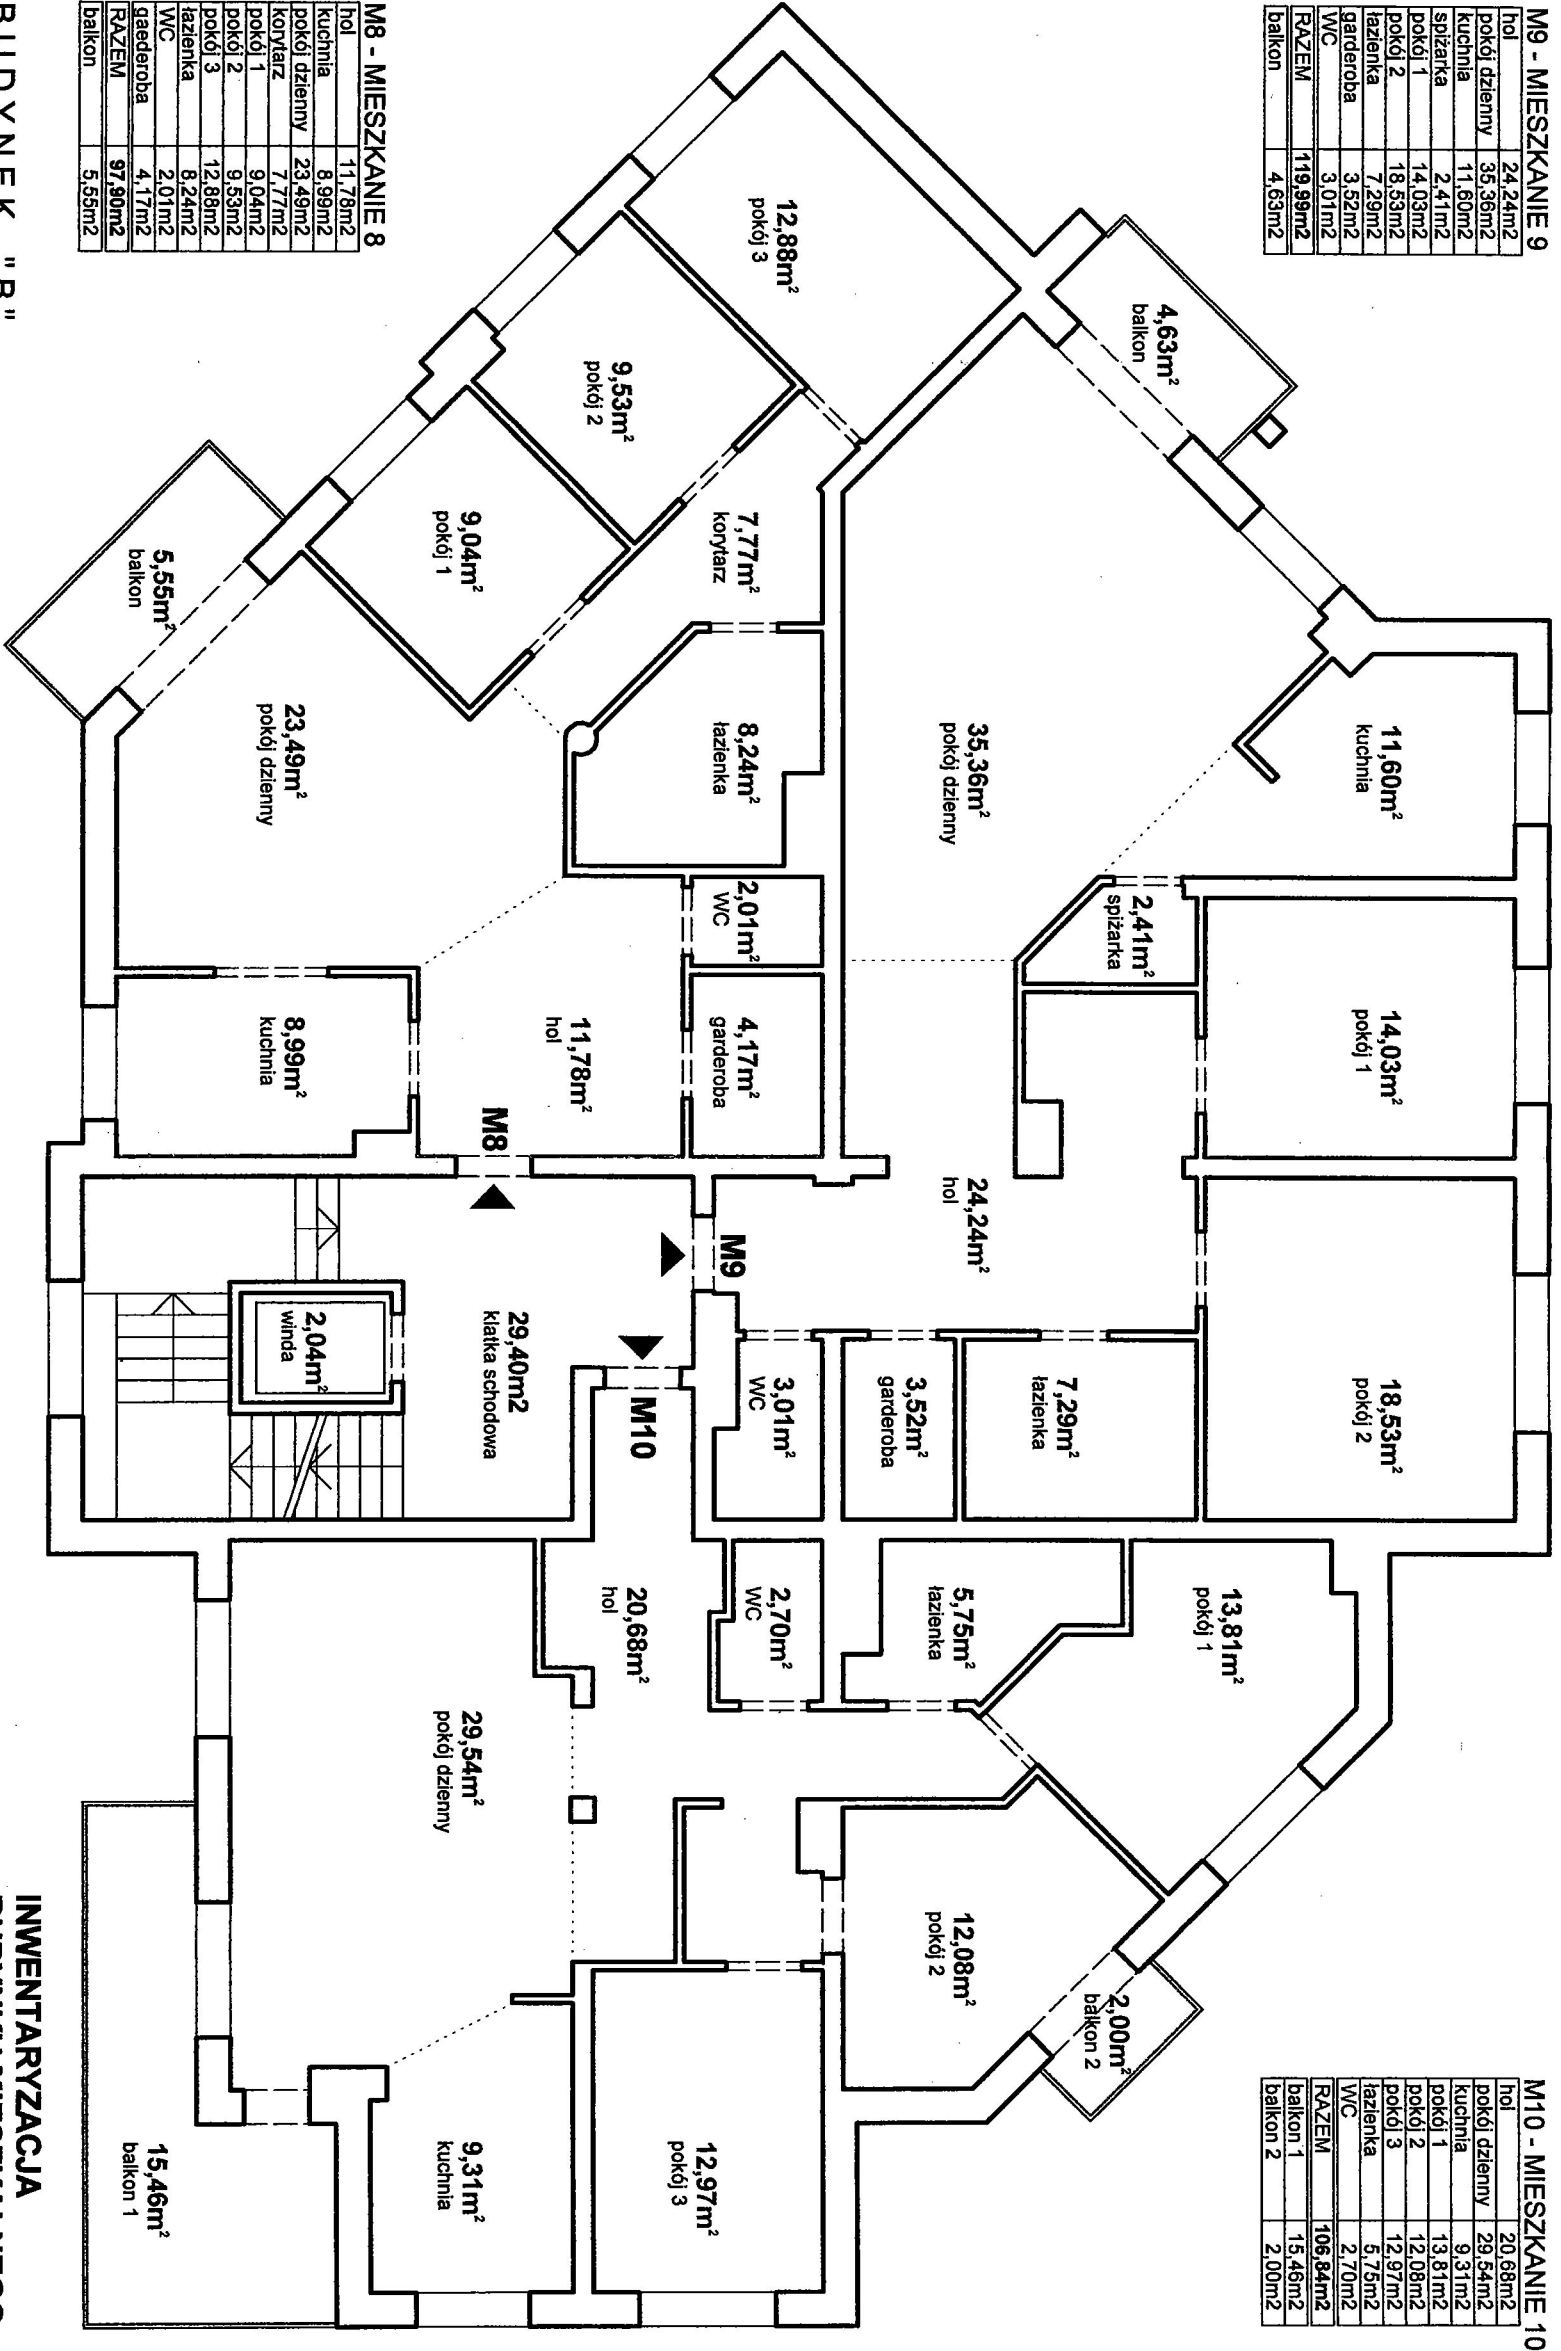 M9 - MIESZKANIE 9
hol 24,24m2
pokój dzienny 35,36m2
kuchnia 11,60m2
spiżarka 2,41m2
pokój 1 14,03m2
pokój 2 18,53m2
łazienka 7,29m2
garderoba 3,52m2
WC 3,01m2
RAZEM 119,99m2
balkon 4,63m2
M10 - MIESZKANIE 10
hol 20,68m2
pokój dzienny 29,54m2
kuchnia 9,31m2
pokój 1 13,81m2
pokój 2 12,08m2
pokój 3 12,97m2
łazienka 5,75m2
WC 2,70m2
RAZEM 106,84m2
balkon 1 15,46m2
balkon 2 2,00m2
11,60m²
kuchnia
14,03m²
pokój 1
18,53m²
pokój 2
4,63m²
balkon
2,41m²
spiżarka
13,81m²
pokój 1
2,00m²
balkon 2
35,36m²
pokój dzienny
24,24m²
hol
7,29m²
łazienka
5,75m²
łazienka
12,08m²
pokój 2
3,52m²
garderoba
12,88m²
pokój 3
7,77m²
korytarz
8,24m²
łazienka
2,01m²
WC
4,17m²
garderoba
M9
3,01m²
WC
2,70m²
WC
12,97m²
pokój 3
9,53m²
pokój 2
11,78m²
hol
M10
20,68m²
hol
9,04m²
pokój 1
M8
29,40m2
klatka schodowa
29,54m²
pokój dzienny
9,31m²
kuchnia
23,49m²
pokój dzienny
8,99m²
kuchnia
2,04m²
winda
5,55m²
balkon
15,46m²
balkon 1
M8 - MIESZKANIE 8
hol 11,78m2
kuchnia 8,99m2
pokój dzienny 23,49m2
korytarz 7,77m2
pokój 1 9,04m2
pokój 2 9,53m2
pokój 3 12,88m2
łazienka 8,24m2
WC 2,01m2
gaederoba 4,17m2
RAZEM 97,90m2
balkon 5,55m2
BUDYNEK "B"
INWENTARYZACJA